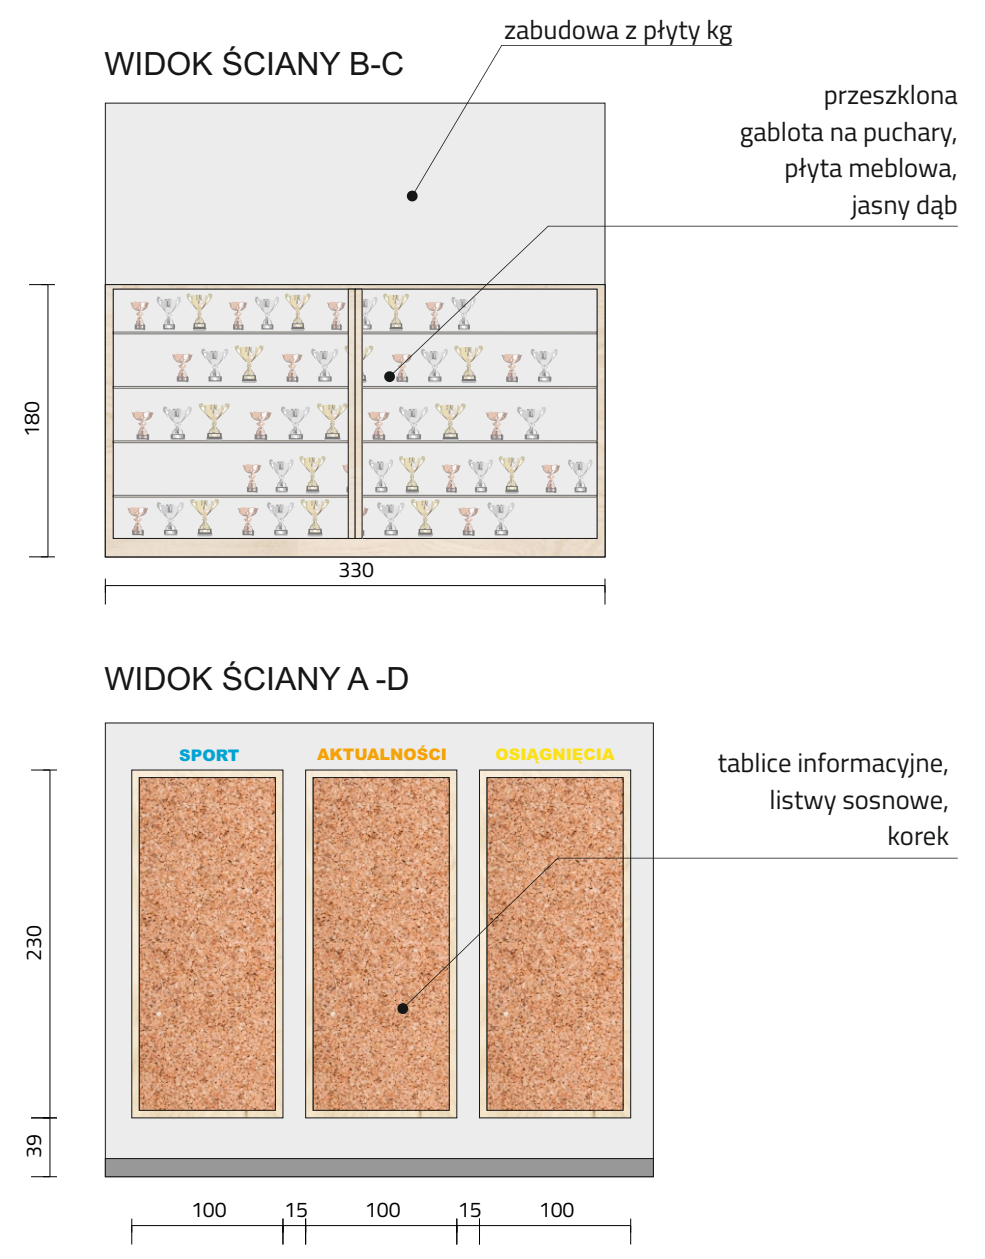 zabudowa z płyty kg
WIDOK ŚCIANY B-C
przeszklona
gablota na puchary,
płyta meblowa,
jasny dąb
180
330
WIDOK ŚCIANY A -D
SPORT AKTUALNOŚCI OSIĄGNIĘCIA
tablice informacyjne,
listwy sosnowe,
korek
230
39
100 15 100 15 100